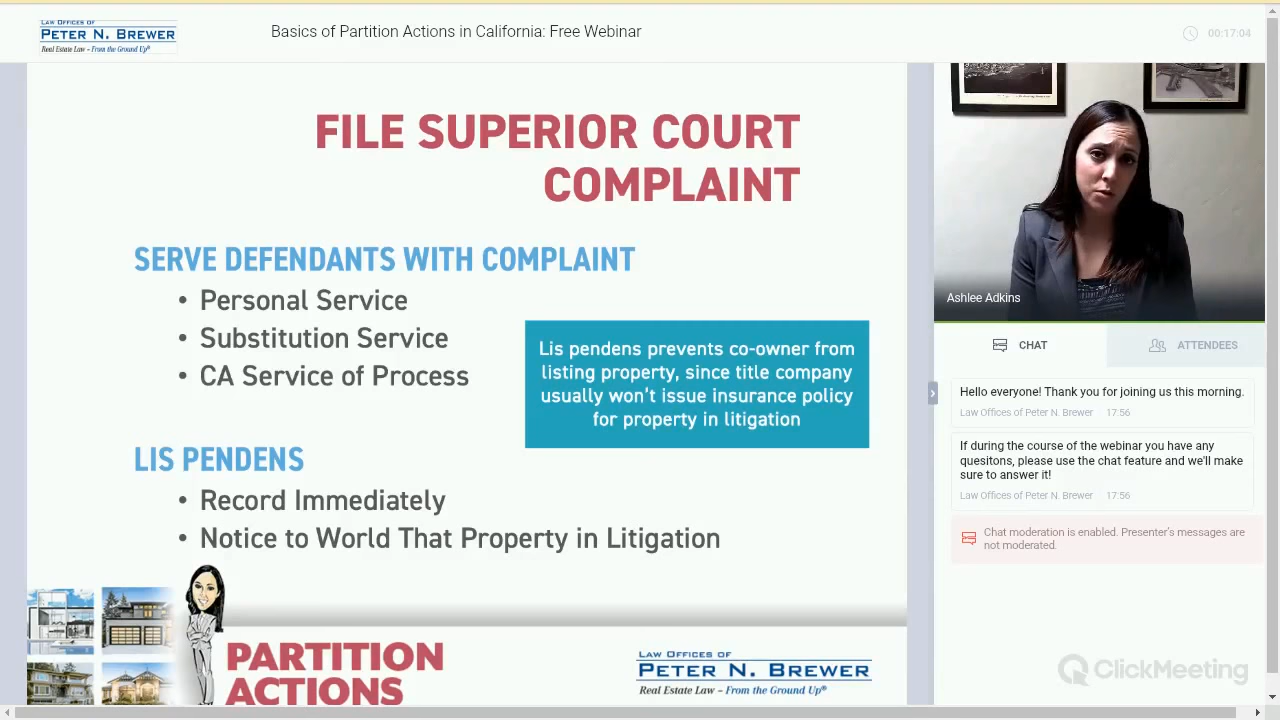 LAW OFFICES OF
PETER N. BREWER
Real Estate Law – From the Ground Up®
Basics of Partition Actions in California: Free Webinar
00:17:04
FILE SUPERIOR COURT
COMPLAINT
SERVE DEFENDANTS WITH COMPLAINT
• Personal Service
• Substitution Service
• CA Service of Process
Lis pendens prevents co-owner from
listing property, since title company
usually won't issue insurance policy
for property in litigation
LIS PENDENS
• Record Immediately
• Notice to World That Property in Litigation
PARTITION
ACTIONS
LAW OFFICES OF
PETER N. BREWER
Real Estate Law – From the Ground Up®
Ashlee Adkins
CHAT
ATTENDEES
Hello everyone! Thank you for joining us this morning.
Law Offices of Peter N. Brewer 17:56
If during the course of the webinar you have any
quesitons, please use the chat feature and we'll make
sure to answer it!
Law Offices of Peter N. Brewer 17:56
Chat moderation is enabled. Presenter's messages are
not moderated.
ClickMeeting